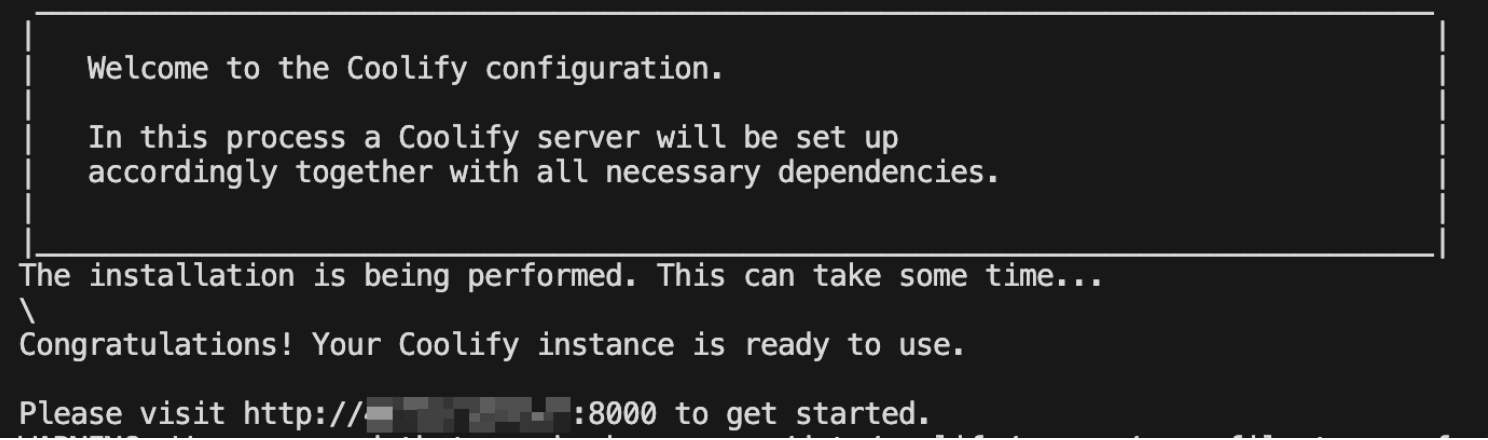 Welcome to the Coolify configuration.
In this process a Coolify server will be set up
accordingly together with all necessary dependencies.
The installation is being performed. This can take some time...
\
Congratulations! Your Coolify instance is ready to use.
Please visit http:// :8000 to get started.